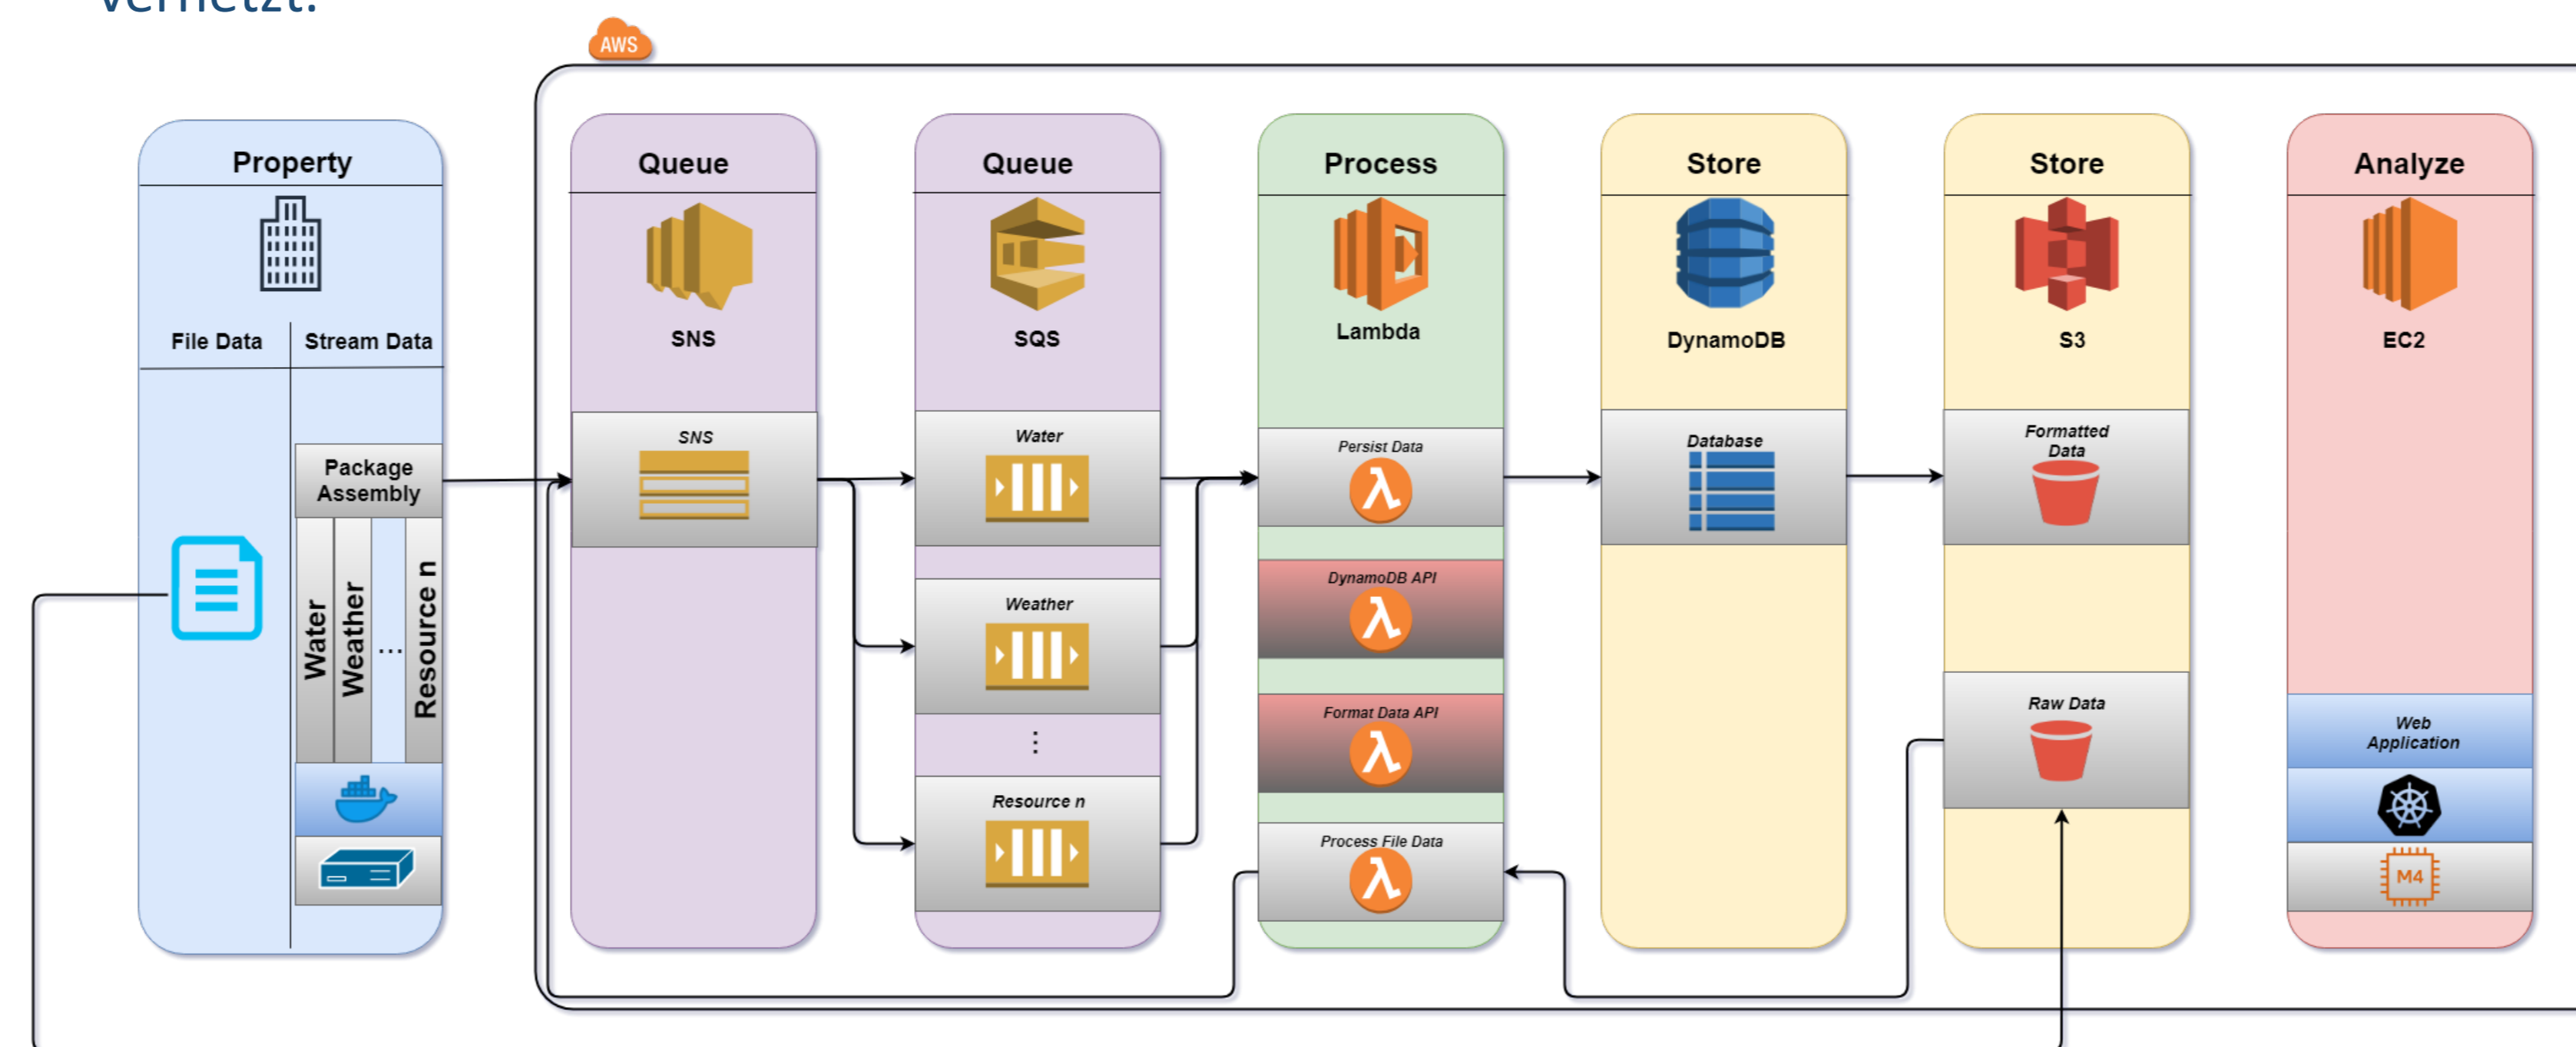 vernetzt.
AWS
Property
File Data
Stream Data
Package
Assembly
Water
Weather
...
Resource n
Queue
SNS
SNS
Queue
SQS
Water
Weather
⋮
Resource n
Process
Lambda
Persist Data
DynamoDB API
Format Data API
Process File Data
Store
DynamoDB
Database
Store
S3
Formatted
Data
Raw Data
Analyze
EC2
Web
Application
M4